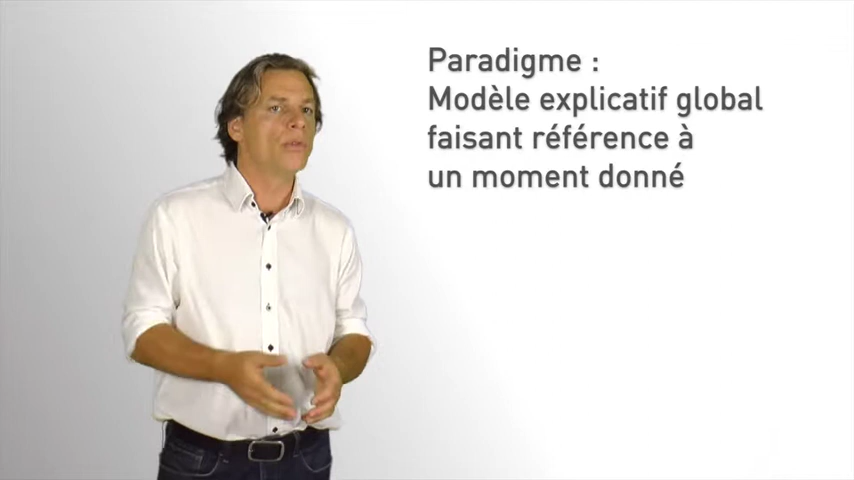 Paradigme :
Modèle explicatif global
faisant référence à
un moment donné